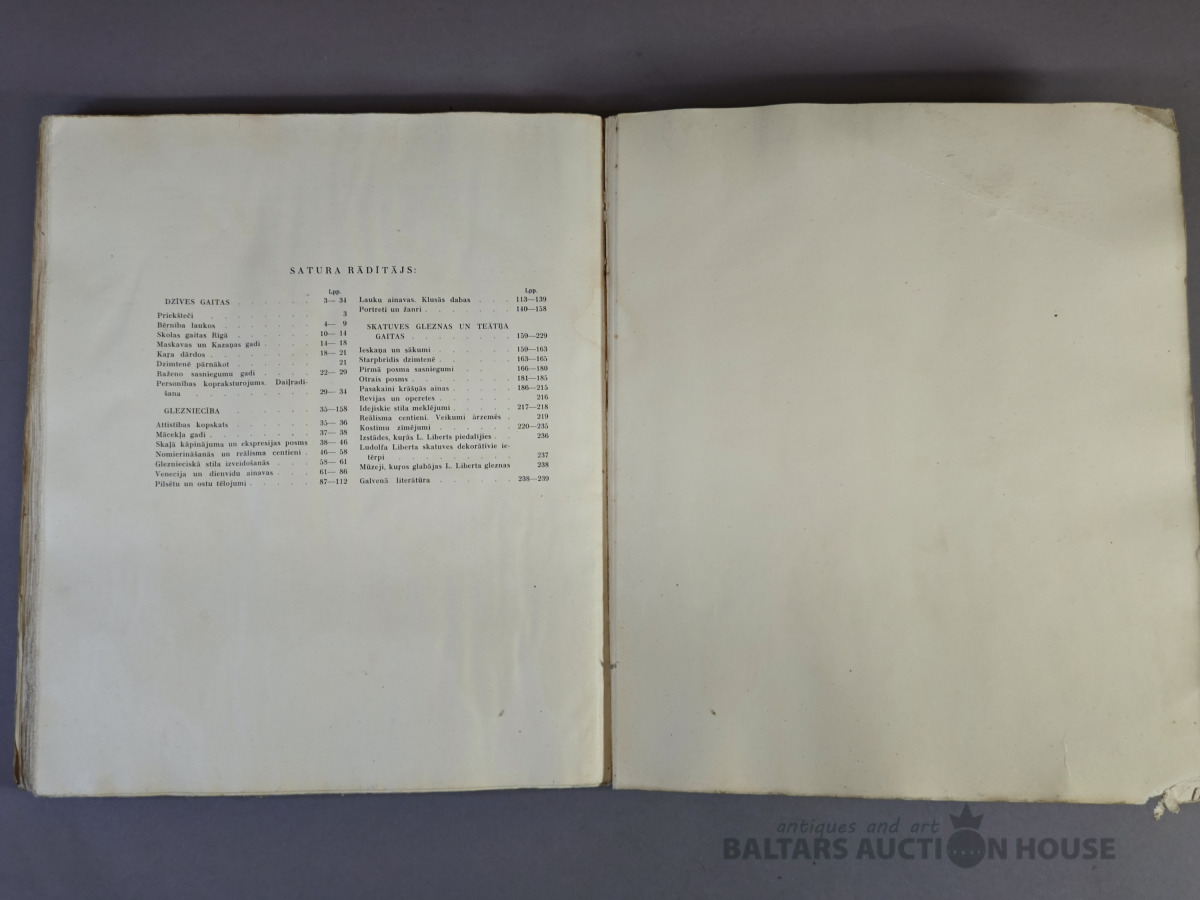 SATURA RĀDĪTĀJS:
Lpp.
DZĪVES GAITAS . . . . . . 3— 34
Priekšteči . . . . . . . 3
Bērnība laukos . . . . . . 4— 9
Skolas gaitas Rīgā . . . . . 10— 14
Maskavas un Kazaņas gadi . . . 14— 18
Kaŗa dārdos . . . . . . 18— 21
Dzimtenē pārnākot . . . . . 21
Raženo sasniegumu gadi . . . . 22— 29
Personības kopraksturojums. Daiļradī-
šana . . . . . . . 29— 34
GLEZNIECĪBA . . . . . . 35—158
Attīstības kopskats . . . . . 35— 36
Mācekļa gadi . . . . . . 37— 38
Skaļā kāpinājuma un ekspresijas posms 38— 46
Nomierināšanās un reālisma centieni . 46— 58
Glezniecīskā stila izveidošanās . . . 58— 61
Venēcija un dienvidu ainavas . . . 61— 86
Pilsētu un ostu tēlojumi . . . . 87—112
Lpp.
Lauku ainavas. Klusās dabas . . . 113—139
Portreti un žanri . . . . . . 140—158
SKATUVES GLEZNAS UN TEĀTŖA
GAITAS . . . . . . . 159—229
Ieskaņa un sākumi . . . . . 159—163
Starpbrīdis dzimtenē . . . . . 163—165
Pirmā posma sasniegumi . . . . 166—180
Otrais posms . . . . . . . 181—185
Pasakaini krāšņās ainas . . . . . 186—215
Revijas un operetes . . . . . 216
Idejiskie stila meklējumi . . . . . 217—218
Reālisma centieni. Veikumi ārzemēs . 219
Kostīmu zīmējumi . . . . . 220—235
Izstādes, kuŗās L. Liberts piedalījies . . 236
Ludolfa Liberta skatuves dekorātīvie ie-
tērpi . . . . . . . 237
Mūzeji, kuŗos glabājas L. Liberta gleznas 238
Galvenā literātūra . . . . . 238—239
antiques and art
BALTARS AUCTION HOUSE